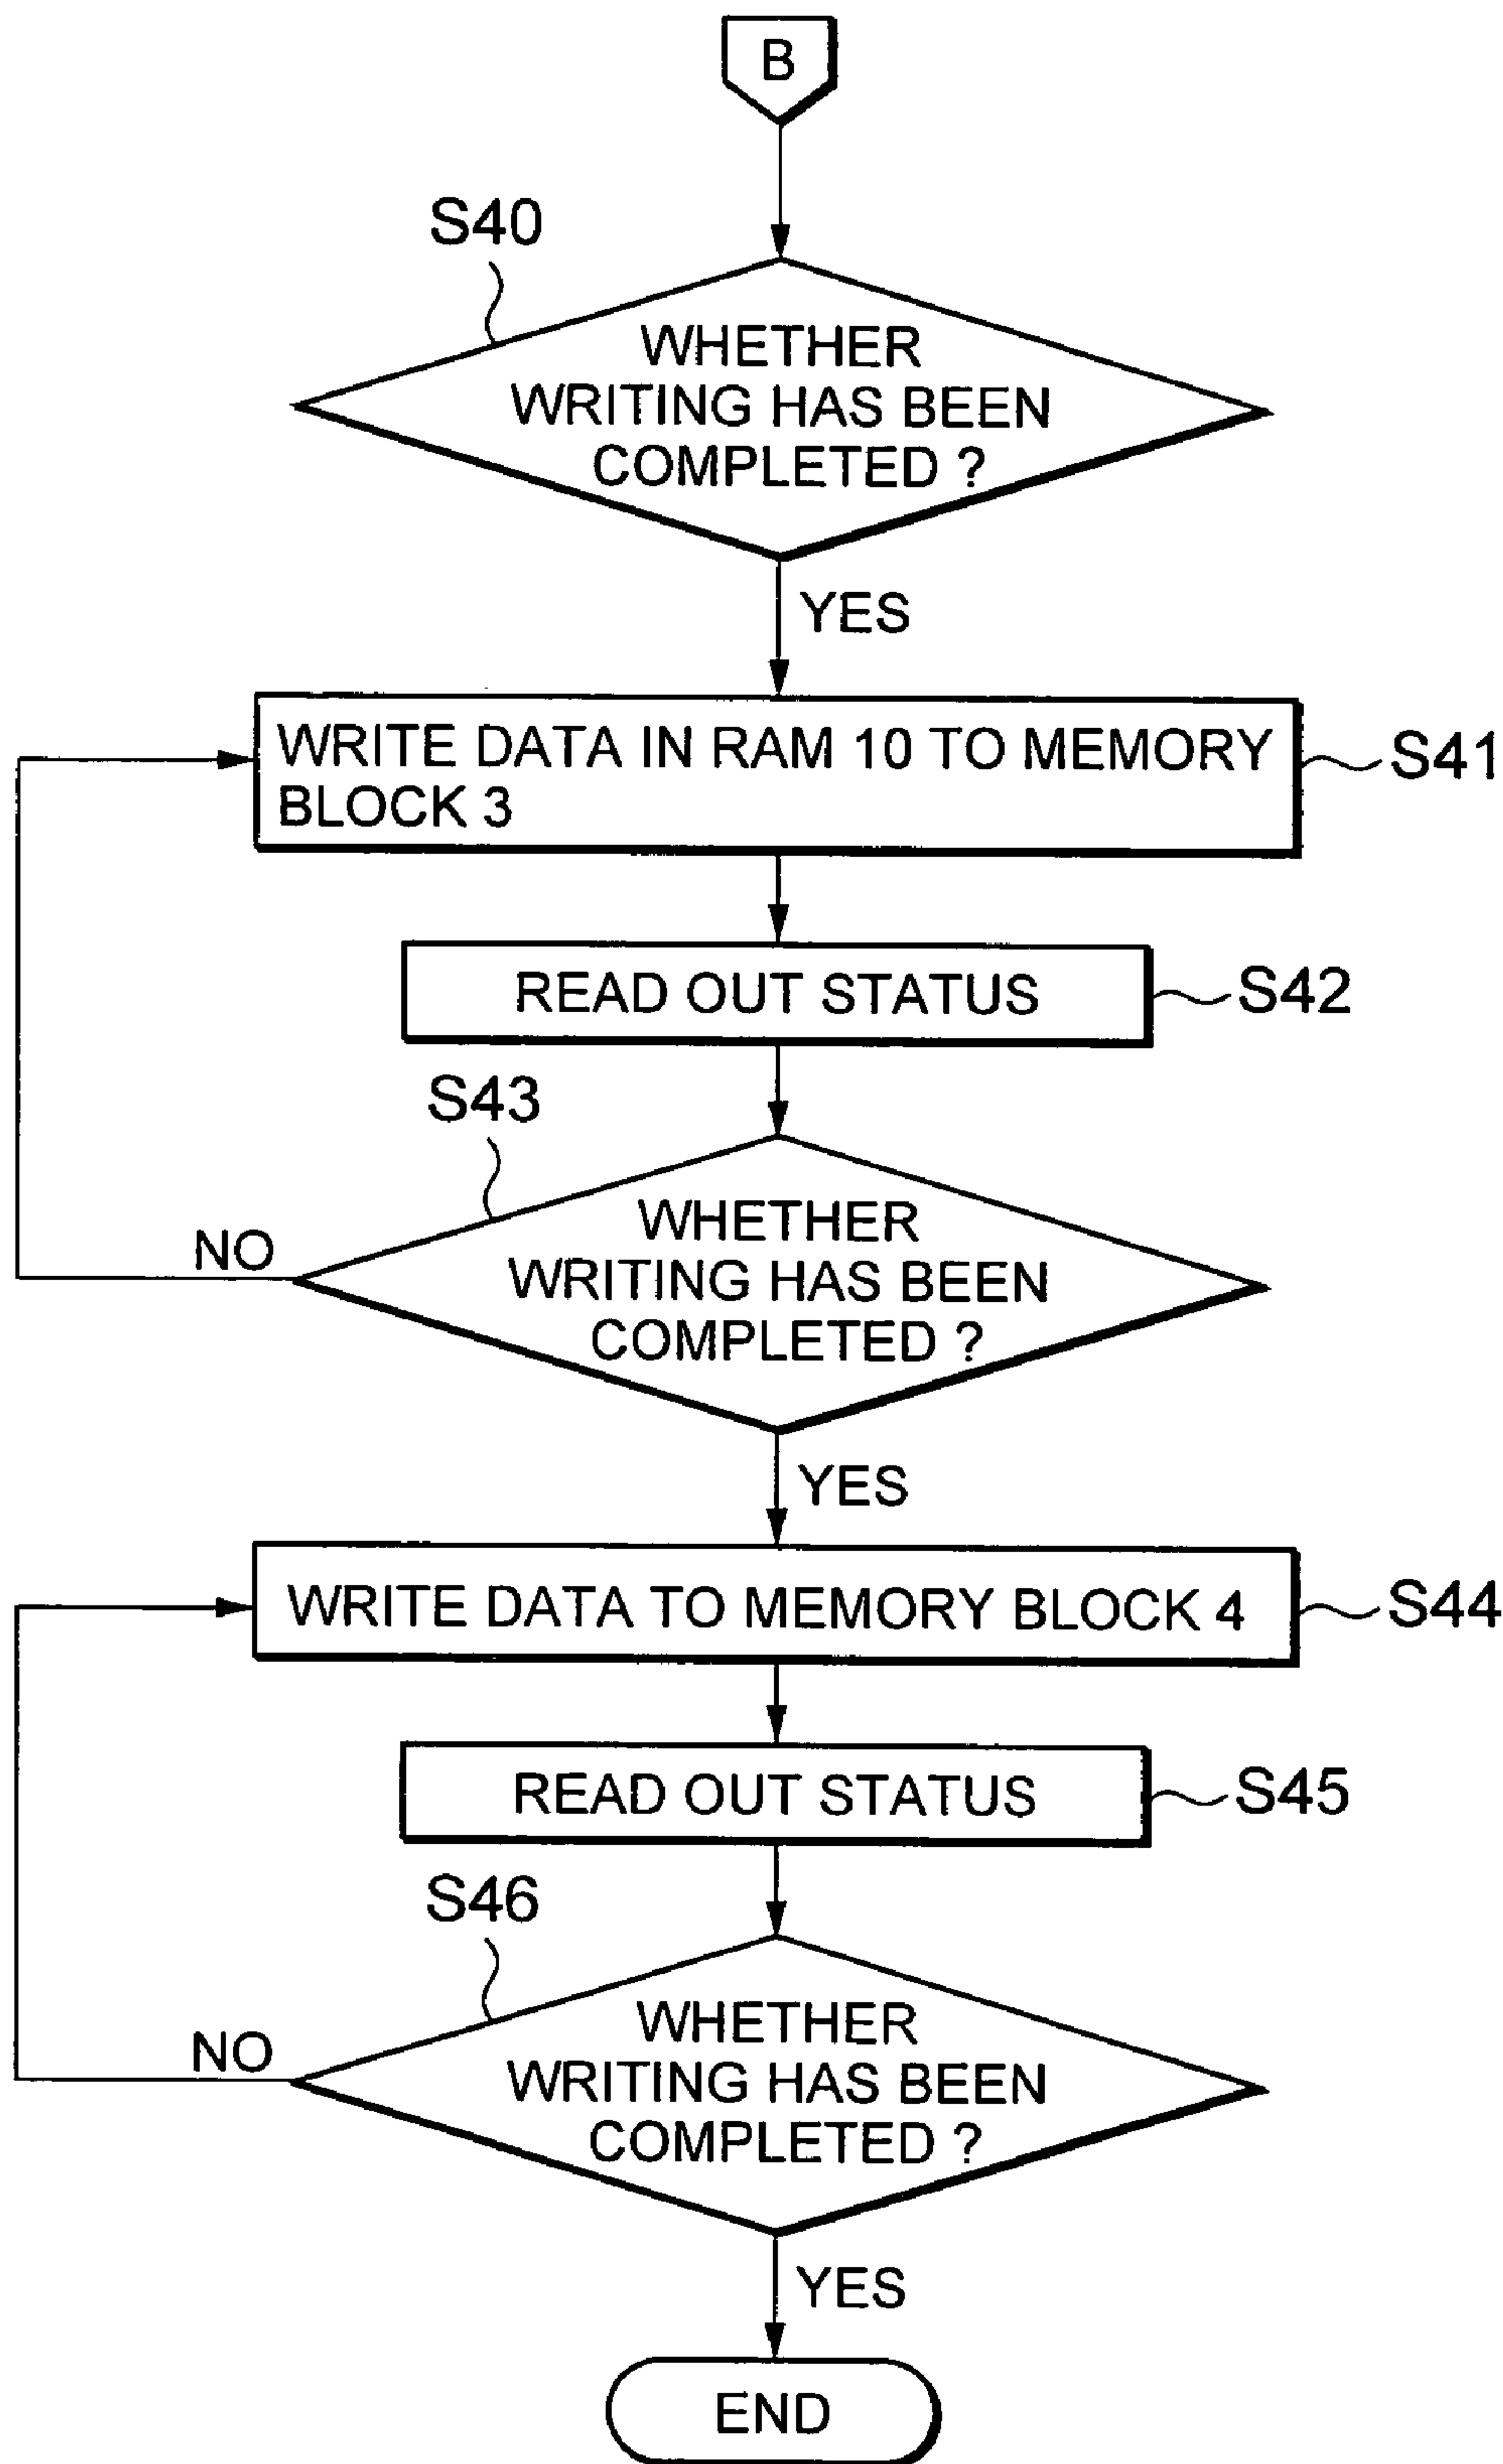 B
S40
WHETHER
WRITING HAS BEEN
COMPLETED ?
YES
WRITE DATA IN RAM 10 TO MEMORY
BLOCK 3
S41
READ OUT STATUS
S42
S43
WHETHER
WRITING HAS BEEN
COMPLETED ?
NO
YES
WRITE DATA TO MEMORY BLOCK 4
S44
READ OUT STATUS
S45
S46
WHETHER
WRITING HAS BEEN
COMPLETED ?
NO
YES
END